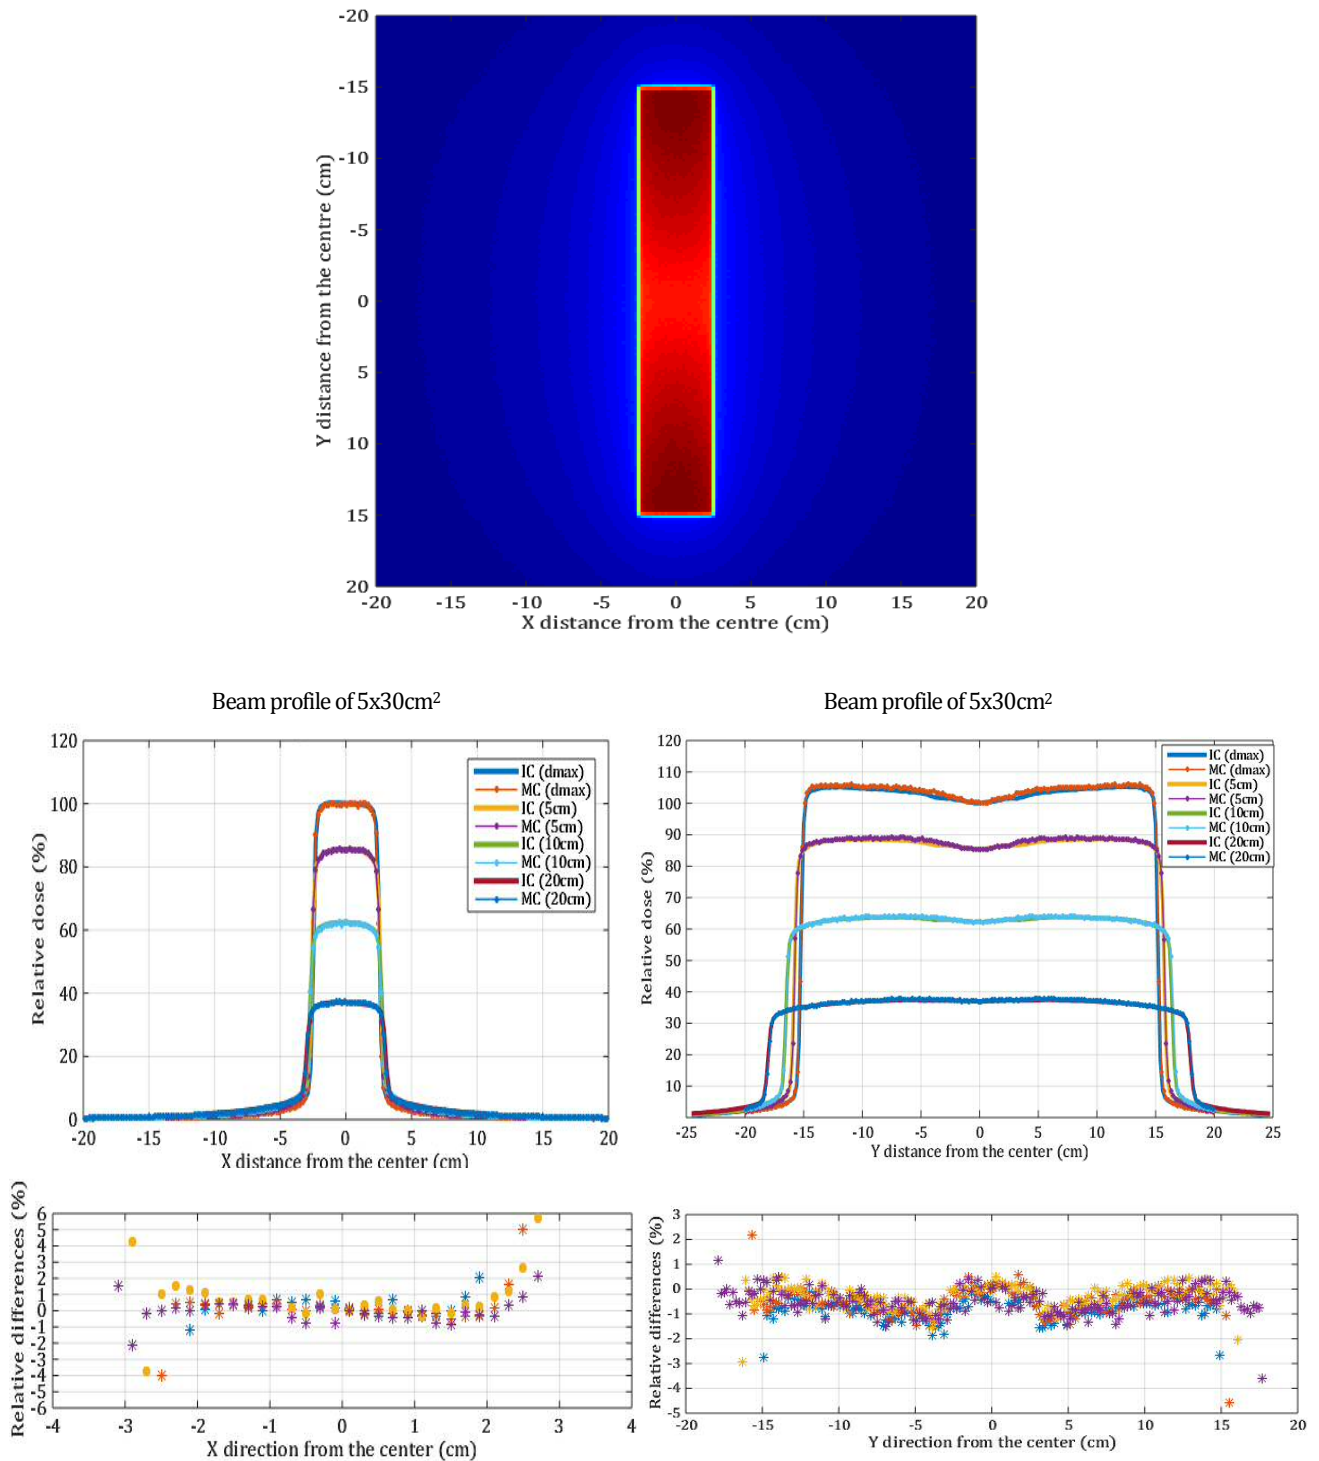 -20
-15
-10
-5
0
5
10
15
20
Y distance from the centre (cm)
-20 -15 -10 -5 0 5 10 15 20
X distance from the centre (cm)
Beam profile of 5x30cm²
120
100
80
60
40
20
0
Relative dose (%)
IC (dmax)
MC (dmax)
IC (5cm)
MC (5cm)
IC (10cm)
MC (10cm)
IC (20cm)
MC (20cm)
-20 -15 -10 -5 0 5 10 15 20
X distance from the center (cm)
Beam profile of 5x30cm²
120
110
100
90
80
70
60
50
40
30
20
10
Relative dose (%)
IC (dmax)
MC (dmax)
IC (5cm)
MC (5cm)
IC (10cm)
MC (10cm)
IC (20cm)
MC (20cm)
-25 -20 -15 -10 -5 0 5 10 15 20 25
Y distance from the center (cm)
6
5
4
3
2
1
0
-1
-2
-3
-4
-5
-6
Relative differences (%)
-4 -3 -2 -1 0 1 2 3 4
X direction from the center (cm)
3
2
1
0
-1
-2
-3
-4
-5
Relative differences (%)
-20 -15 -10 -5 0 5 10 15 20
Y direction from the center (cm)